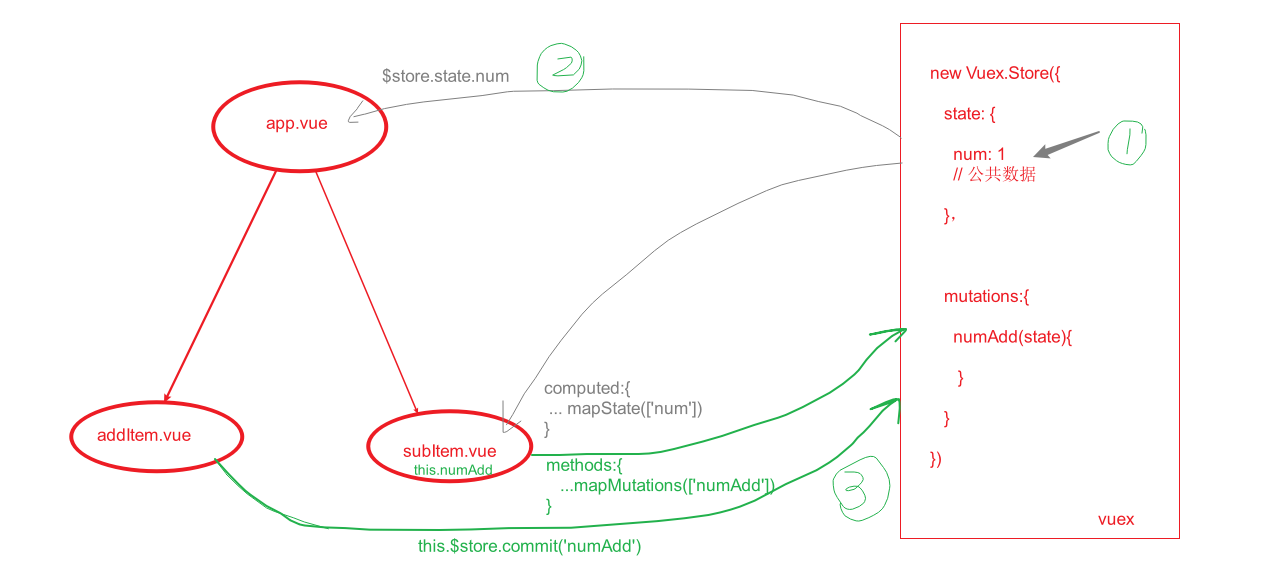 $store.state.num
2
app.vue
addItem.vue
subItem.vue
this.numAdd
computed:{
... mapState(['num'])
}
methods:{
...mapMutations(['numAdd'])
}
this.$store.commit('numAdd')
3
new Vuex.Store({
state: {
num: 1
// 公共数据
},
1
mutations:{
numAdd(state){
}
}
})
vuex